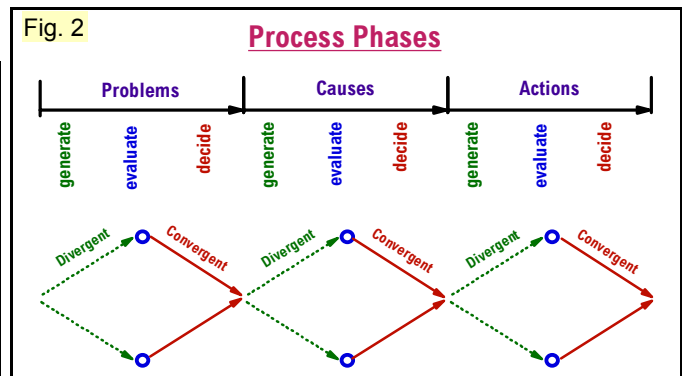 Fig. 2
Process Phases
Problems Causes Actions
generate evaluate decide generate evaluate decide generate evaluate decide
Divergent Convergent Divergent Convergent Divergent Convergent